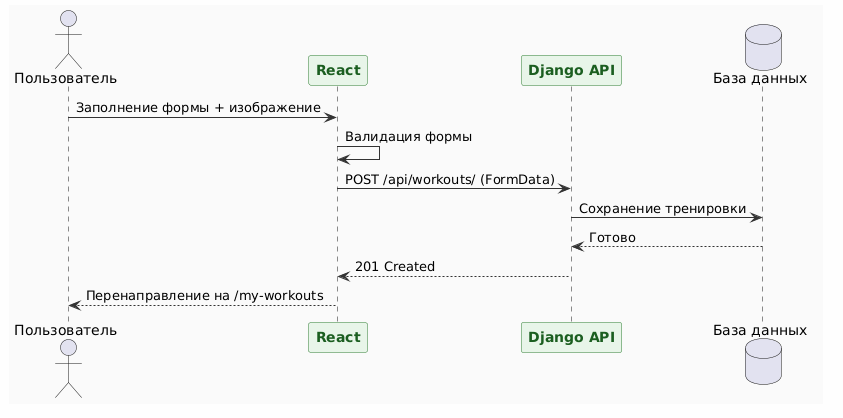 Пользователь
React
Django API
База данных
Заполнение формы + изображение
Валидация формы
POST /api/workouts/ (FormData)
Сохранение тренировки
Готово
201 Created
Перенаправление на /my-workouts
Пользователь
React
Django API
База данных